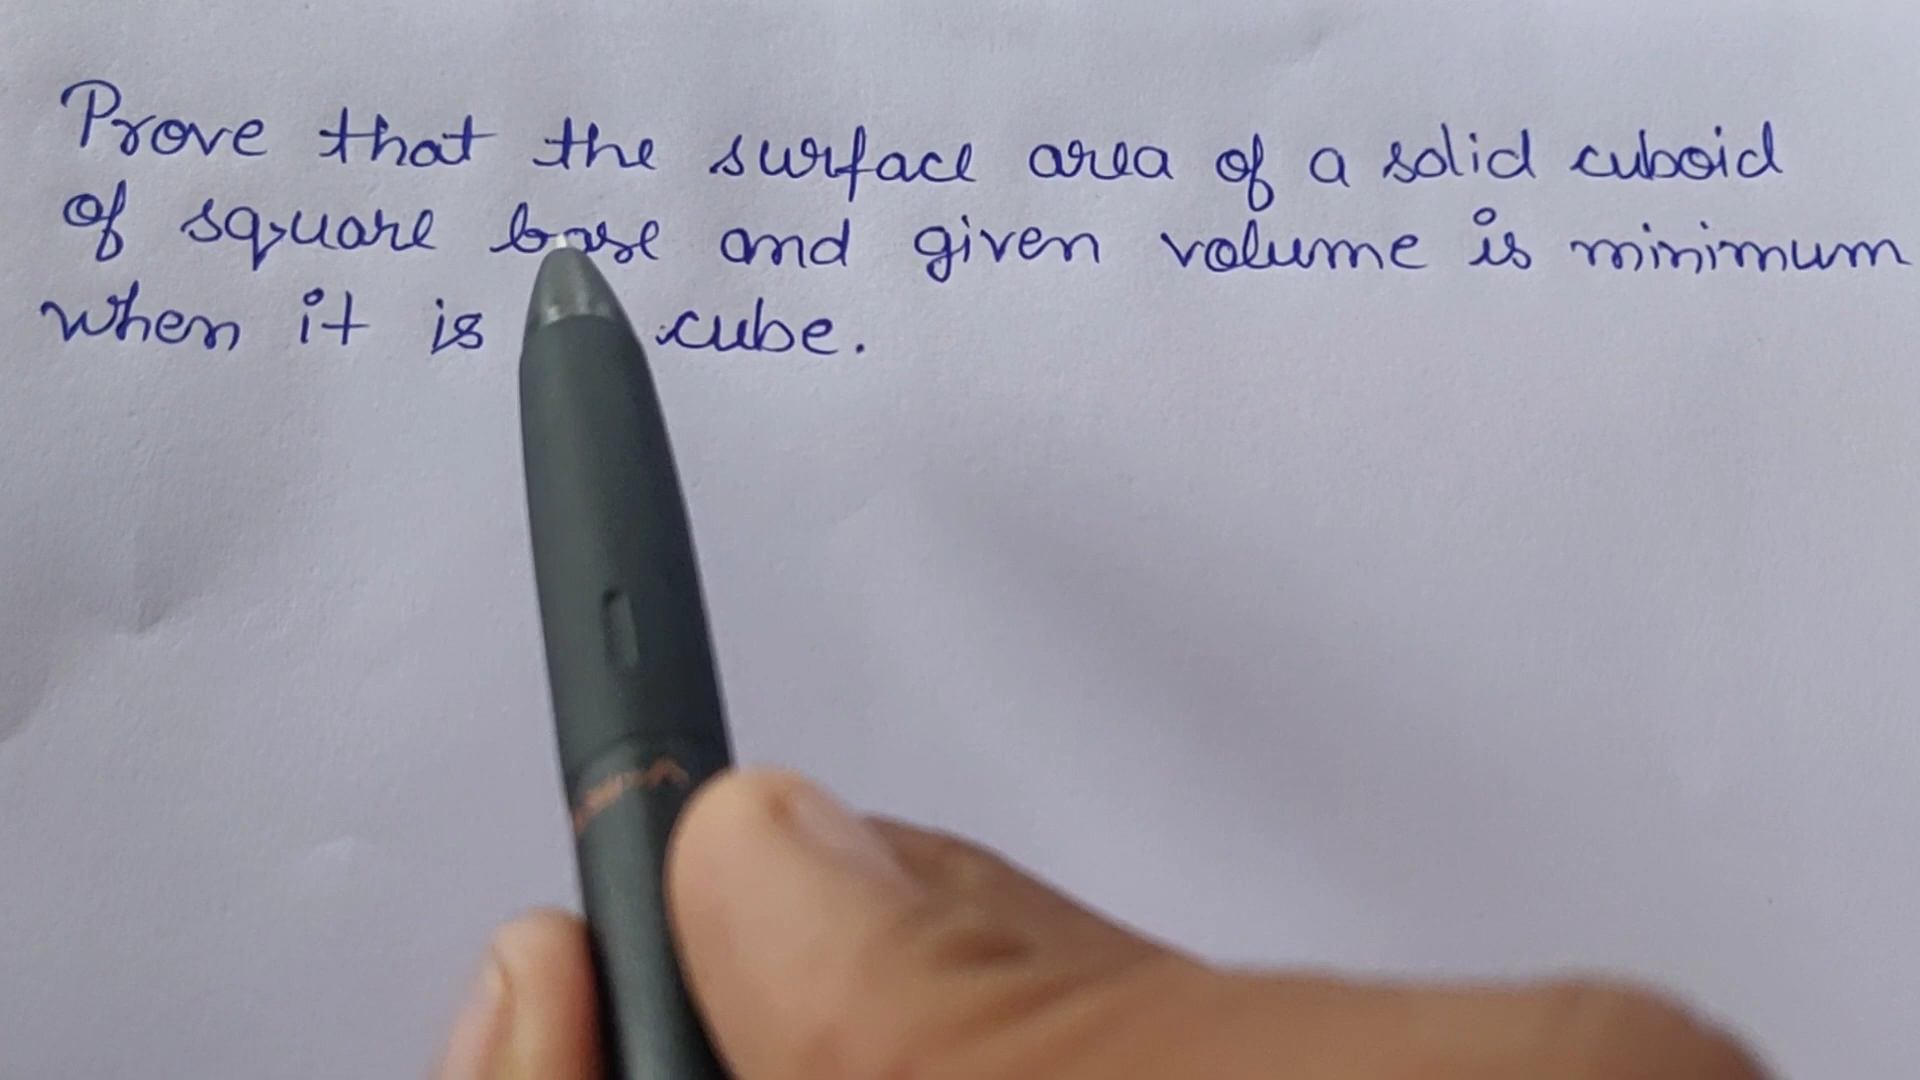 Prove that the surface area of a solid cuboid
of square base and given volume is minimum
when it is cube.